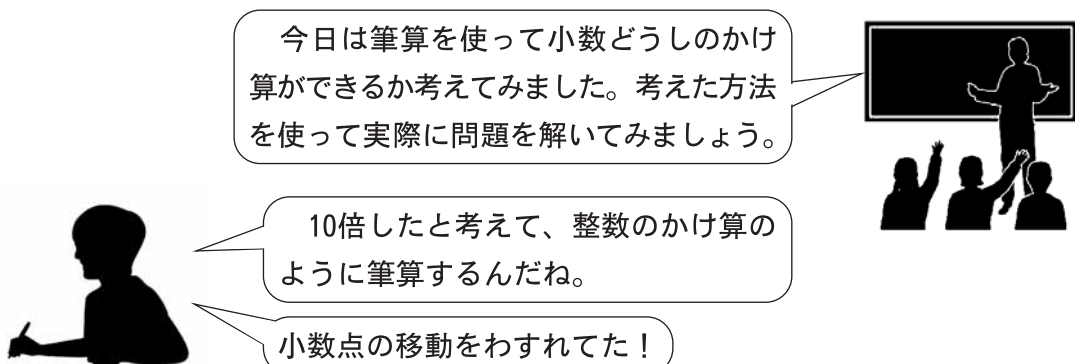 今日は筆算を使って小数どうしのかけ
算ができるか考えてみました。考えた方法
を使って実際に問題を解いてみましょう。
10倍したと考えて、整数のかけ算の
ように筆算するんだね。
小数点の移動をわすれてた！